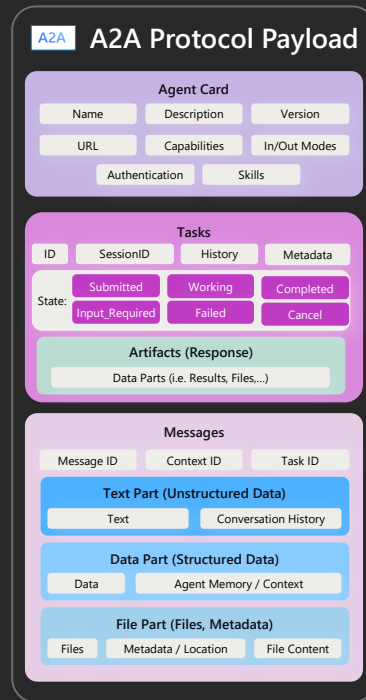 A2A A2A Protocol Payload
Agent Card
Name Description Version
URL Capabilities In/Out Modes
Authentication Skills
Tasks
ID SessionID History Metadata
State: Submitted Working Completed
Input_Required Failed Cancel
Artifacts (Response)
Data Parts (i.e. Results, Files,...)
Messages
Message ID Context ID Task ID
Text Part (Unstructured Data)
Text Conversation History
Data Part (Structured Data)
Data Agent Memory / Context
File Part (Files, Metadata)
Files Metadata / Location File Content